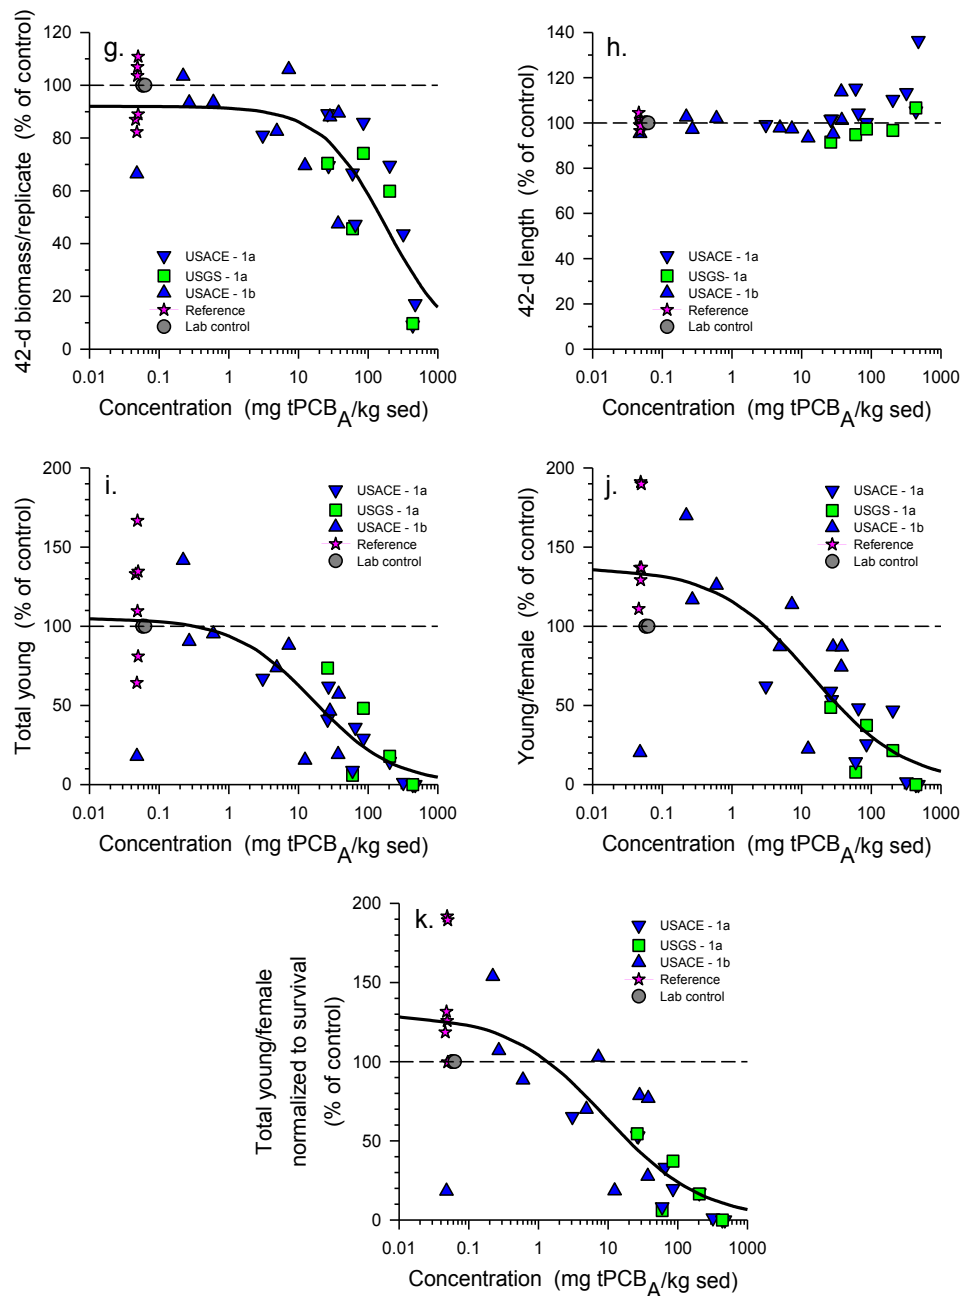 g.
42-d biomass/replicate (% of control)
120
100
80
60
40
20
0
USACE - 1a
USGS - 1a
USACE - 1b
Reference
Lab control
0.01 0.1 1 10 100 1000
Concentration (mg tPCBA/kg sed)
h.
42-d length (% of control)
140
120
100
80
60
40
20
0
USACE - 1a
USGS- 1a
USACE - 1b
Reference
Lab control
0.01 0.1 1 10 100 1000
Concentration (mg tPCBA/kg sed)
i.
Total young (% of control)
200
150
100
50
0
USACE - 1a
USGS - 1a
USACE - 1b
Reference
Lab control
0.01 0.1 1 10 100 1000
Concentration (mg tPCBA/kg sed)
j.
Young/female (% of control)
200
150
100
50
0
USACE - 1a
USGS - 1a
USACE - 1b
Reference
Lab control
0.01 0.1 1 10 100 1000
Concentration (mg tPCBA/kg sed)
k.
Total young/female
normalized to survival
(% of control)
200
150
100
50
0
USACE - 1a
USGS - 1a
USACE - 1b
Reference
Lab control
0.01 0.1 1 10 100 1000
Concentration (mg tPCBA/kg sed)